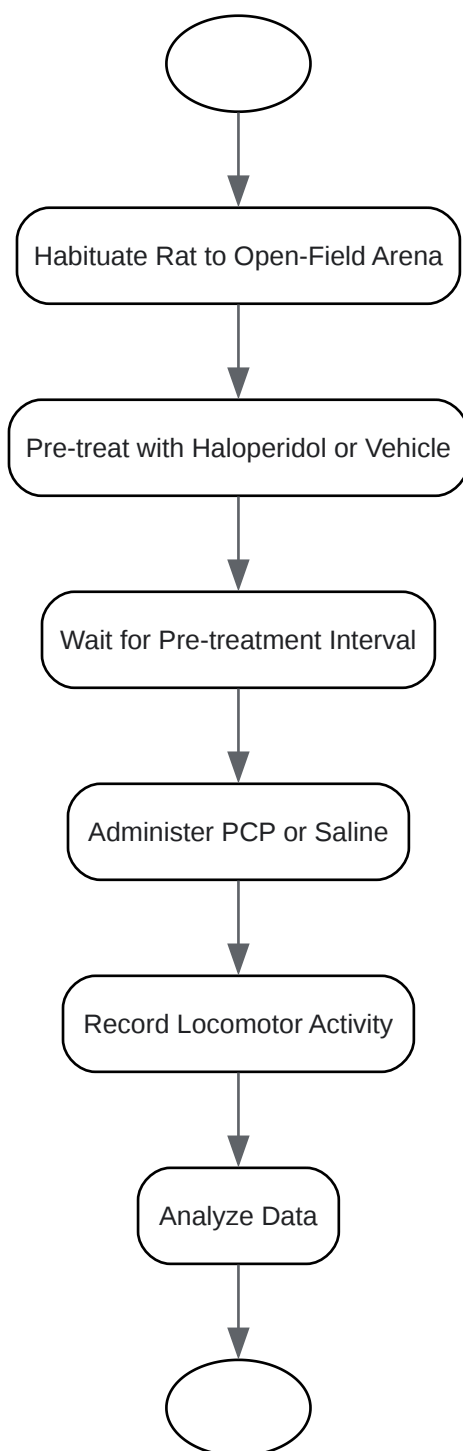 Habituate Rat to Open-Field Arena
Pre-treat with Haloperidol or Vehicle
Wait for Pre-treatment Interval
Administer PCP or Saline
Record Locomotor Activity
Analyze Data